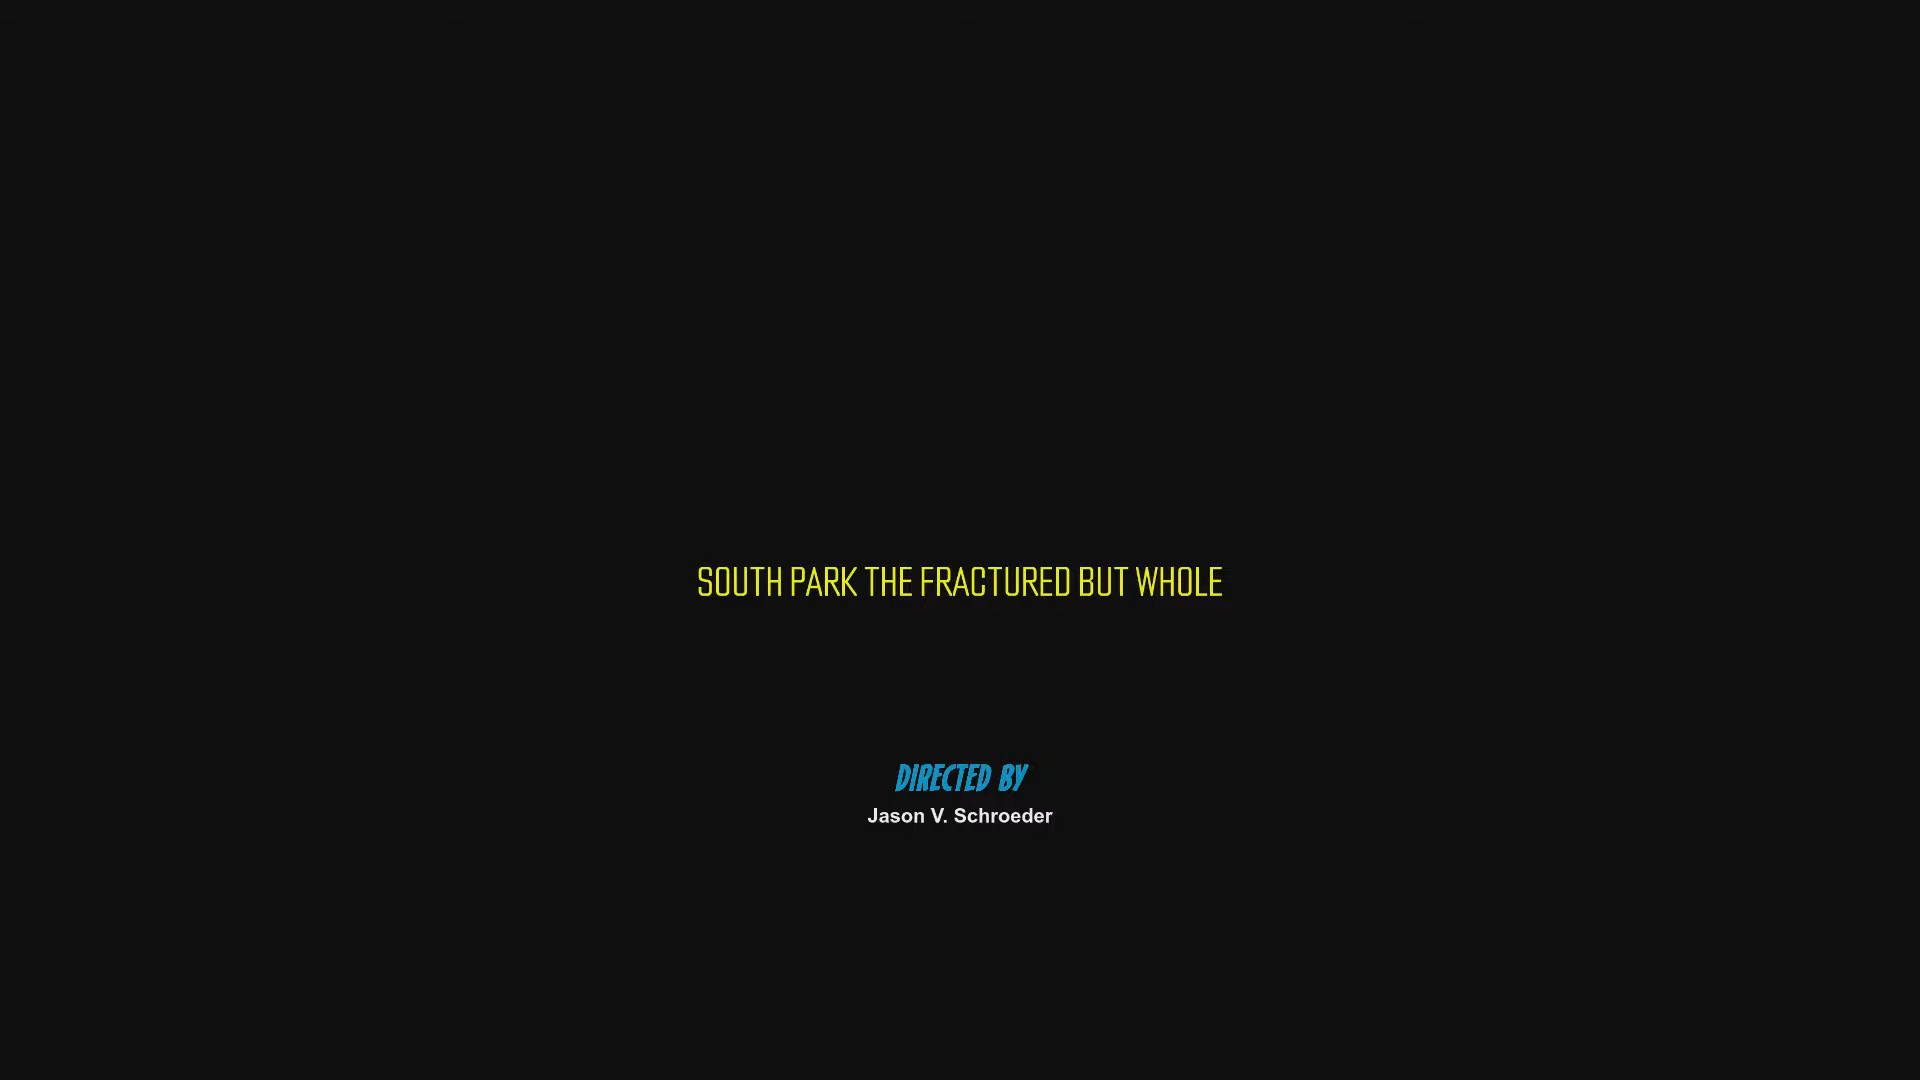 SOUTH PARK THE FRACTURED BUT WHOLE
DIRECTED BY
Jason V. Schroeder